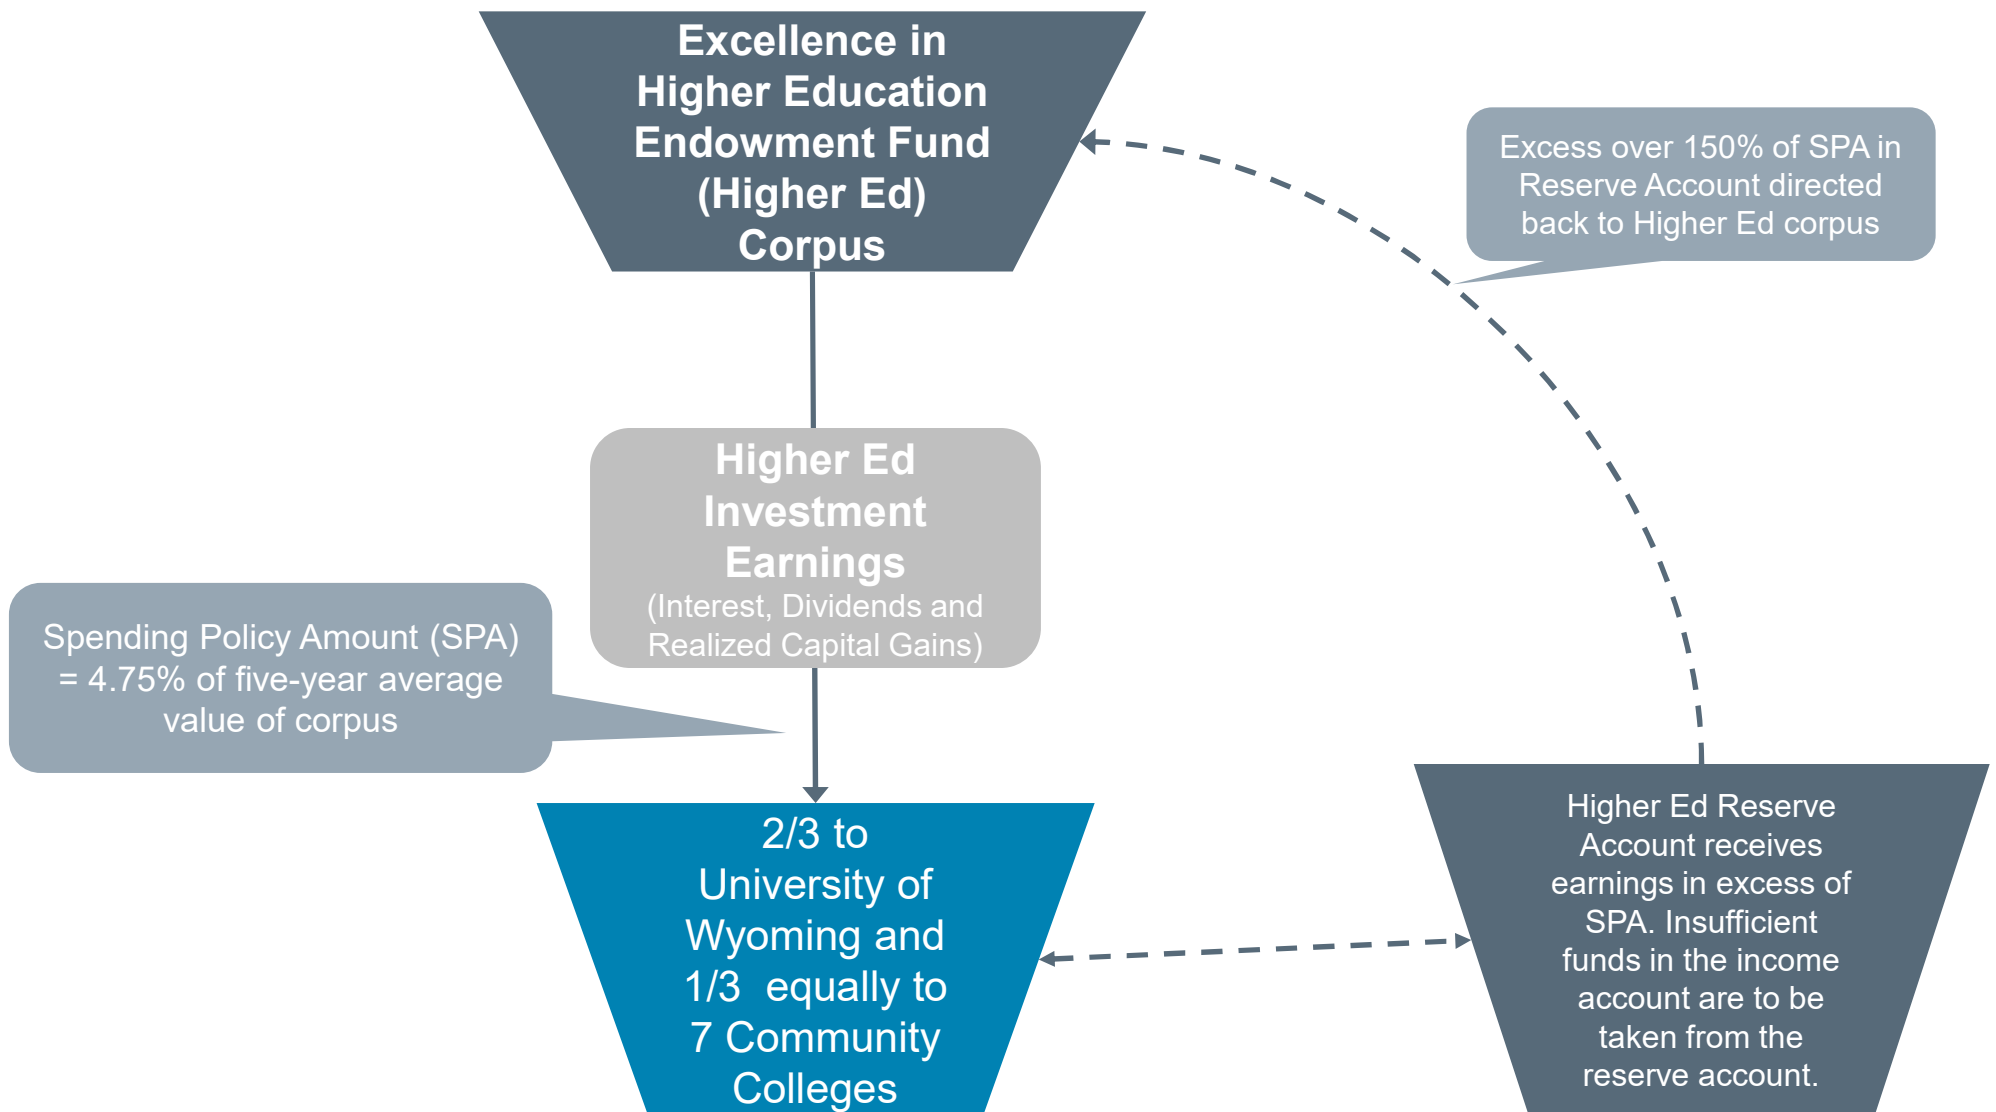 Excellence in
Higher Education
Endowment Fund
(Higher Ed)
Corpus
Excess over 150% of SPA in
Reserve Account directed
back to Higher Ed corpus
Higher Ed
Investment
Earnings
(Interest, Dividends and
Realized Capital Gains)
Spending Policy Amount (SPA)
= 4.75% of five-year average
value of corpus
2/3 to
University of
Wyoming and
1/3 equally to
7 Community
Colleges
Higher Ed Reserve
Account receives
earnings in excess of
SPA. Insufficient
funds in the income
account are to be
taken from the
reserve account.